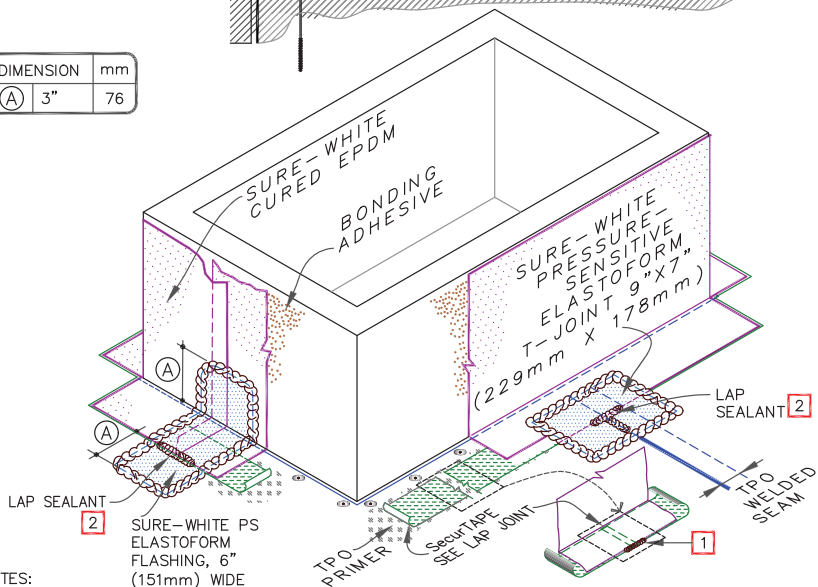 DIMENSION mm
A 3" 76
SURE-WHITE
CURED EPDM
BONDING
ADHESIVE
SURE-WHITE
PRESSURE-
SENSITIVE
ELASTOFORM
T-JOINT 9"X7"
(229mm X 178mm)
A
A
LAP
SEALANT 2
LAP SEALANT
2
SURE-WHITE PS
ELASTOFORM
FLASHING, 6"
(151mm) WIDE
TPO
PRIMER
SecurTAPE
SEE LAP JOINT
TPO
WELDED
SEAM
1
TES: